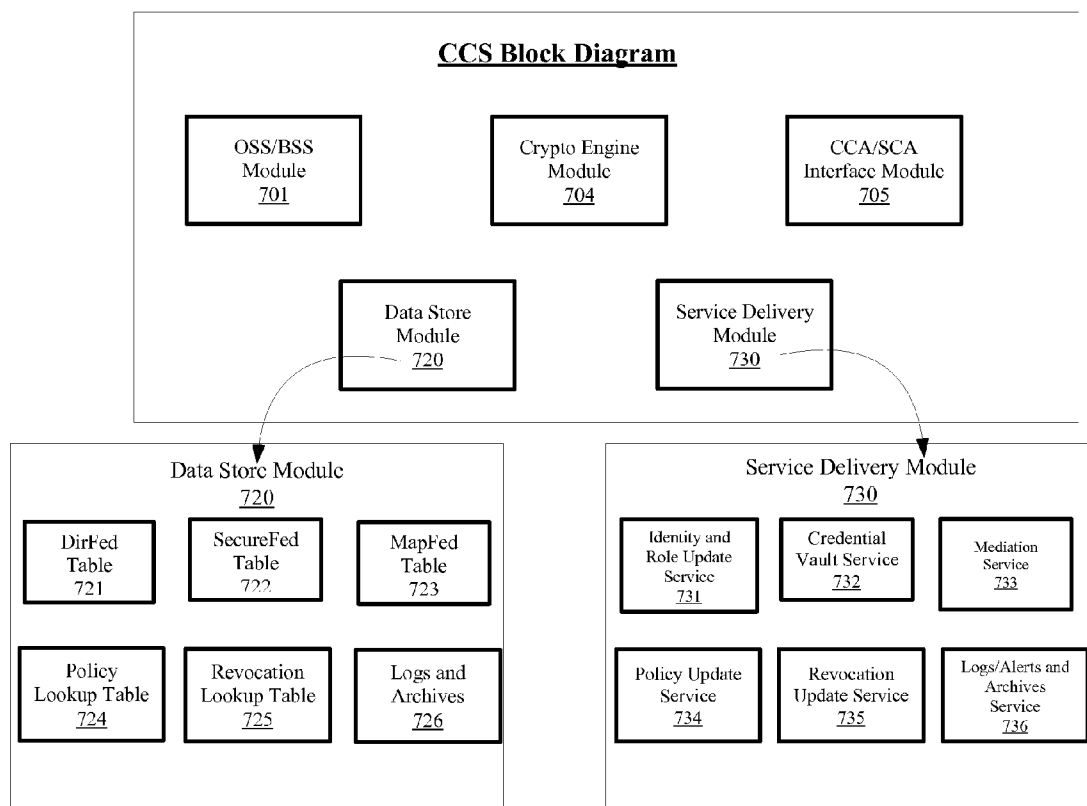 CCS Block Diagram
OSS/BSS
Module
701
Crypto Engine
Module
704
CCA/SCA
Interface Module
705
Data Store
Module
720
Service Delivery
Module
730
Data Store Module
720
DirFed
Table
721
SecureFed
Table
722
MapFed
Table
723
Policy
Lookup Table
724
Revocation
Lookup Table
725
Logs and
Archives
726
Service Delivery Module
730
Identity and
Role Update
Service
731
Credential
Vault Service
732
Mediation
Service
733
Policy Update
Service
734
Revocation
Update Service
735
Logs/Alerts and
Archives
Service
736